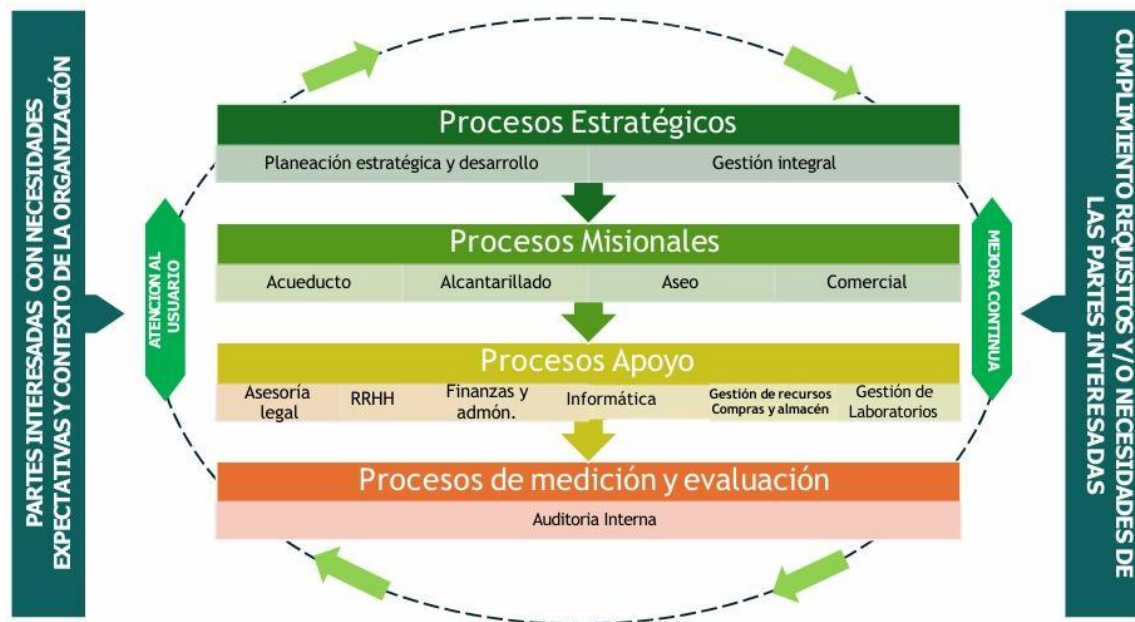 PARTES INTERESADAS CON NECESIDADES
EXPECTATIVAS Y CONTEXTO DE LA ORGANIZACIÓN
ATENCION AL
USUARIO
Procesos Estratégicos
Planeación estratégica y desarrollo
Gestión integral
Procesos Misionales
Acueducto
Alcantarillado
Aseo
Comercial
Procesos Apoyo
Asesoría
legal
RRHH
Finanzas y
admón.
Informática
Gestión de recursos
Compras y almacén
Gestión de
Laboratorios
Procesos de medición y evaluación
Auditoria Interna
MEJORA CONTINUA
CUMPLIMIENTO REQUISITOS Y/O NECESIDADES DE
LAS PARTES INTERESADAS